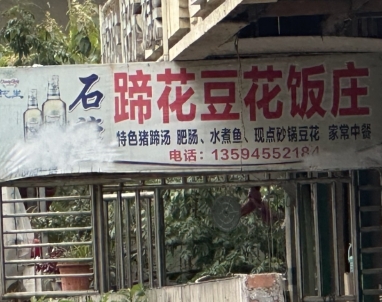 石
蹄花豆花饭庄
特色猪蹄汤 肥肠、水煮鱼、现点砂锅豆花 家常中餐
电话：13594552184